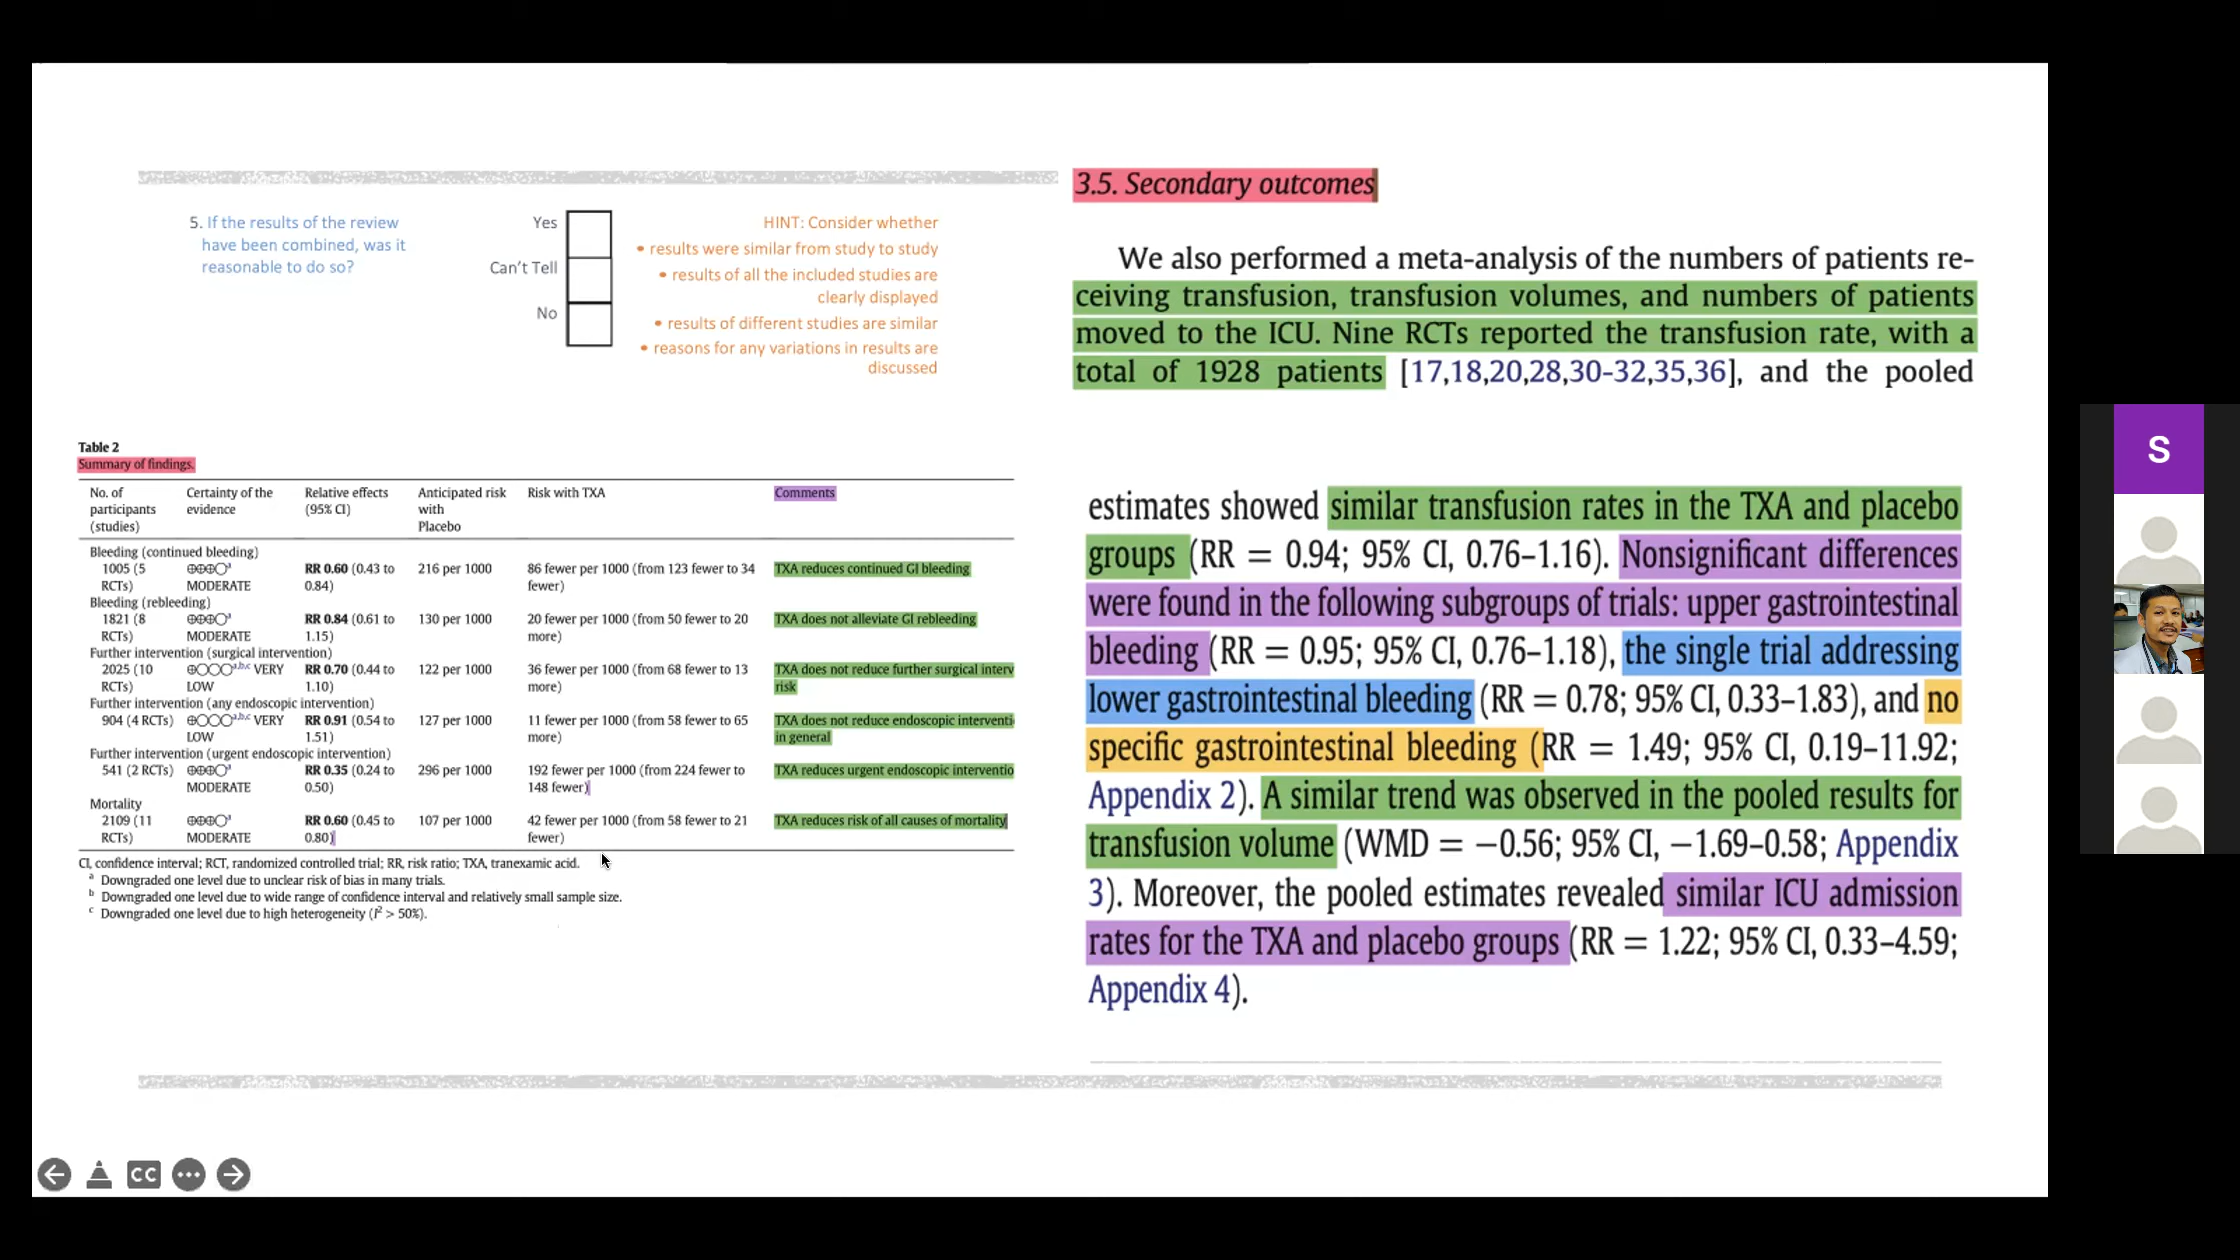 5. If the results of the review
have been combined, was it
reasonable to do so?
Yes
Can't Tell
No
HINT: Consider whether
• results were similar from study to study
• results of all the included studies are
clearly displayed
• results of different studies are similar
• reasons for any variations in results are
discussed
Table 2
Summary of findings.
No. of participants (studies) Certainty of the evidence Relative effects (95% CI) Anticipated risk with Placebo Risk with TXA Comments
Bleeding (continued bleeding)
1005 (5 ⊕⊕⊕◯a RR 0.60 (0.43 to 216 per 1000 86 fewer per 1000 (from 123 fewer to 34 TXA reduces continued GI bleeding
RCTs) MODERATE 0.84) fewer)
Bleeding (rebleeding)
1821 (8 ⊕⊕⊕◯a RR 0.84 (0.61 to 130 per 1000 20 fewer per 1000 (from 50 fewer to 20 TXA does not alleviate GI rebleeding
RCTs) MODERATE 1.15) more)
Further intervention (surgical intervention)
2025 (10 ⊕◯◯◯a,b,c VERY RR 0.70 (0.44 to 122 per 1000 36 fewer per 1000 (from 68 fewer to 13 TXA does not reduce further surgical interv
RCTs) LOW 1.10) more) risk
Further intervention (any endoscopic intervention)
904 (4 RCTs) ⊕◯◯◯a,b,c VERY RR 0.91 (0.54 to 127 per 1000 11 fewer per 1000 (from 58 fewer to 65 TXA does not reduce endoscopic interventi
LOW 1.51) more) in general
Further intervention (urgent endoscopic intervention)
541 (2 RCTs) ⊕⊕⊕◯a RR 0.35 (0.24 to 296 per 1000 192 fewer per 1000 (from 224 fewer to TXA reduces urgent endoscopic interventio
MODERATE 0.50) 148 fewer)
Mortality
2109 (11 ⊕⊕⊕◯a RR 0.60 (0.45 to 107 per 1000 42 fewer per 1000 (from 58 fewer to 21 TXA reduces risk of all causes of mortality
RCTs) MODERATE 0.80) fewer)
CI, confidence interval; RCT, randomized controlled trial; RR, risk ratio; TXA, tranexamic acid.
a Downgraded one level due to unclear risk of bias in many trials.
b Downgraded one level due to wide range of confidence interval and relatively small sample size.
c Downgraded one level due to high heterogeneity (I² > 50%).
3.5. Secondary outcomes
We also performed a meta-analysis of the numbers of patients re-
ceiving transfusion, transfusion volumes, and numbers of patients
moved to the ICU. Nine RCTs reported the transfusion rate, with a
total of 1928 patients [17,18,20,28,30-32,35,36], and the pooled
estimates showed similar transfusion rates in the TXA and placebo
groups (RR = 0.94; 95% CI, 0.76–1.16). Nonsignificant differences
were found in the following subgroups of trials: upper gastrointestinal
bleeding (RR = 0.95; 95% CI, 0.76–1.18), the single trial addressing
lower gastrointestinal bleeding (RR = 0.78; 95% CI, 0.33–1.83), and no
specific gastrointestinal bleeding (RR = 1.49; 95% CI, 0.19–11.92;
Appendix 2). A similar trend was observed in the pooled results for
transfusion volume (WMD = −0.56; 95% CI, −1.69–0.58; Appendix
3). Moreover, the pooled estimates revealed similar ICU admission
rates for the TXA and placebo groups (RR = 1.22; 95% CI, 0.33–4.59;
Appendix 4).
CC
S